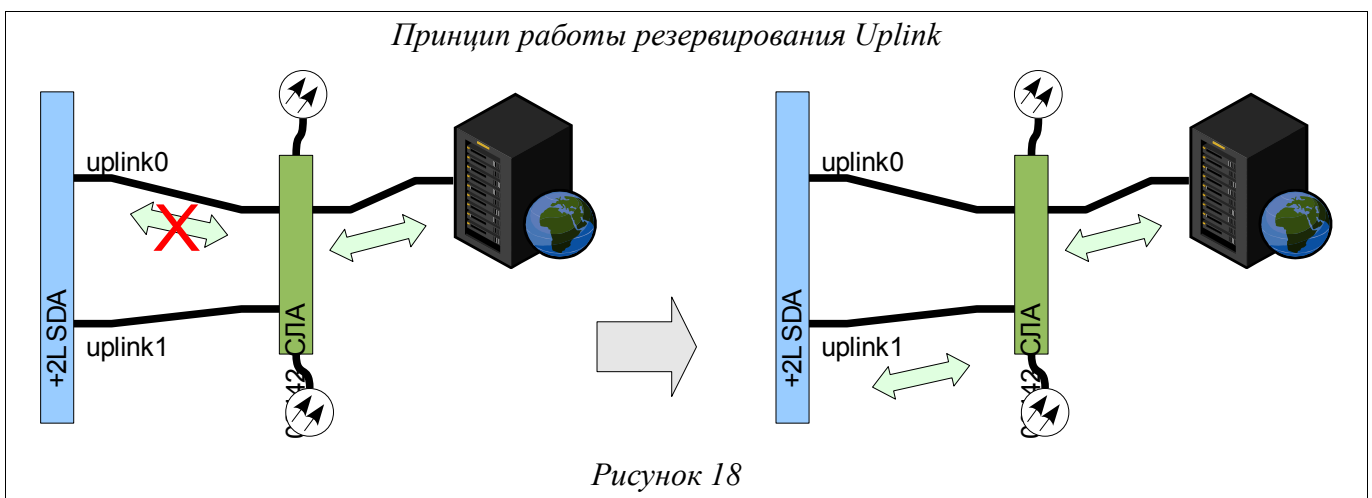 Принцип работы резервирования Uplink
uplink0
uplink1
+2L SDA
СЛА
uplink0
uplink1
+2L SDA
СЛА
Рисунок 18